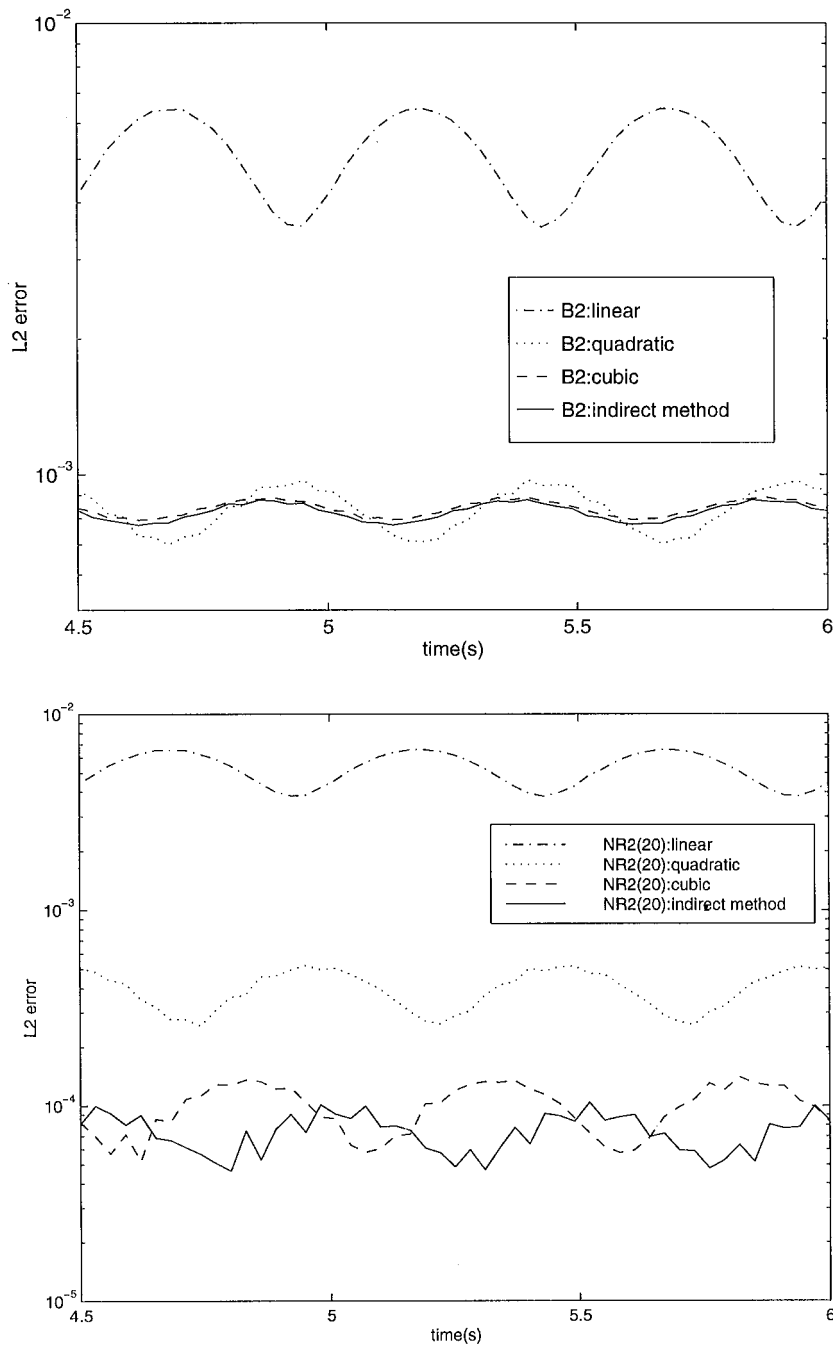 10⁻²
L2 error
B2:linear
B2:quadratic
B2:cubic
B2:indirect method
10⁻³
4.5 5 5.5 6
time(s)
10⁻²
NR2(20):linear
NR2(20):quadratic
NR2(20):cubic
NR2(20):indirect method
10⁻³
L2 error
10⁻⁴
10⁻⁵
4.5 5 5.5 6
time(s)